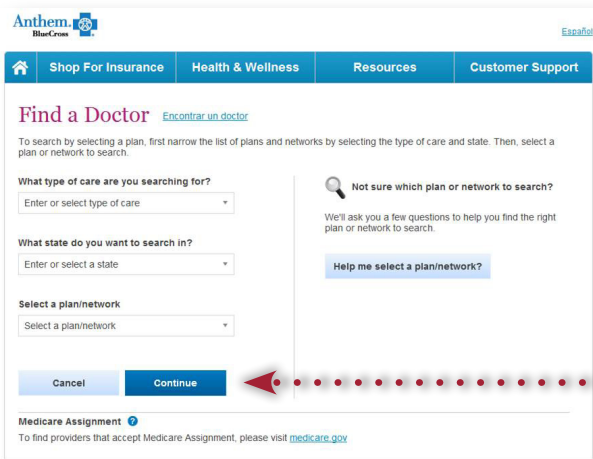 Anthem.
BlueCross
Español
Shop For Insurance Health & Wellness Resources Customer Support
Find a Doctor Encontrar un doctor
To search by selecting a plan, first narrow the list of plans and networks by selecting the type of care and state. Then, select a
plan or network to search.
What type of care are you searching for?
Enter or select type of care
What state do you want to search in?
Enter or select a state
Select a plan/network
Select a plan/network
Cancel Continue
Not sure which plan or network to search?
We'll ask you a few questions to help you find the right
plan or network to search.
Help me select a plan/network?
Medicare Assignment ?
To find providers that accept Medicare Assignment, please visit medicare.gov